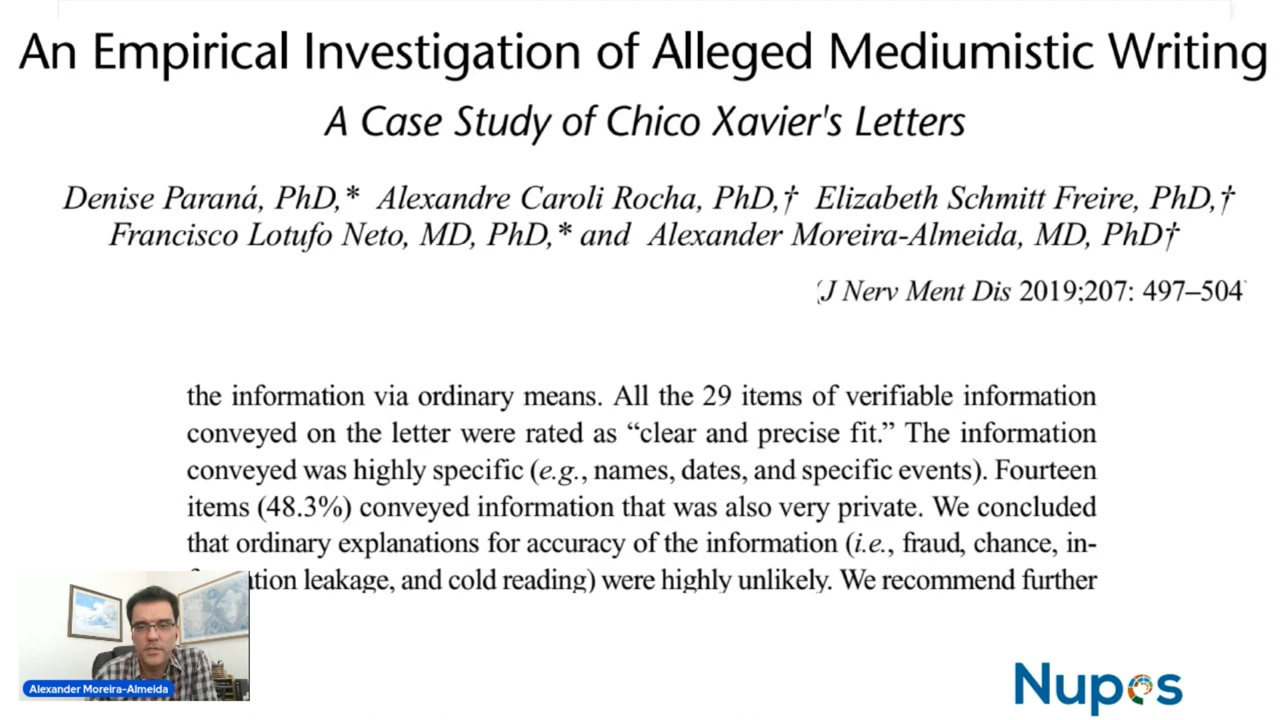 An Empirical Investigation of Alleged Mediumistic Writing
A Case Study of Chico Xavier's Letters
Denise Paraná, PhD,* Alexandre Caroli Rocha, PhD,† Elizabeth Schmitt Freire, PhD,†
Francisco Lotufo Neto, MD, PhD,* and Alexander Moreira-Almeida, MD, PhD†
(J Nerv Ment Dis 2019;207: 497–504
the information via ordinary means. All the 29 items of verifiable information
conveyed on the letter were rated as “clear and precise fit.” The information
conveyed was highly specific (e.g., names, dates, and specific events). Fourteen
items (48.3%) conveyed information that was also very private. We concluded
that ordinary explanations for accuracy of the information (i.e., fraud, chance, in-
leakage, and cold reading) were highly unlikely. We recommend further
Alexander Moreira-Almeida
Nupes